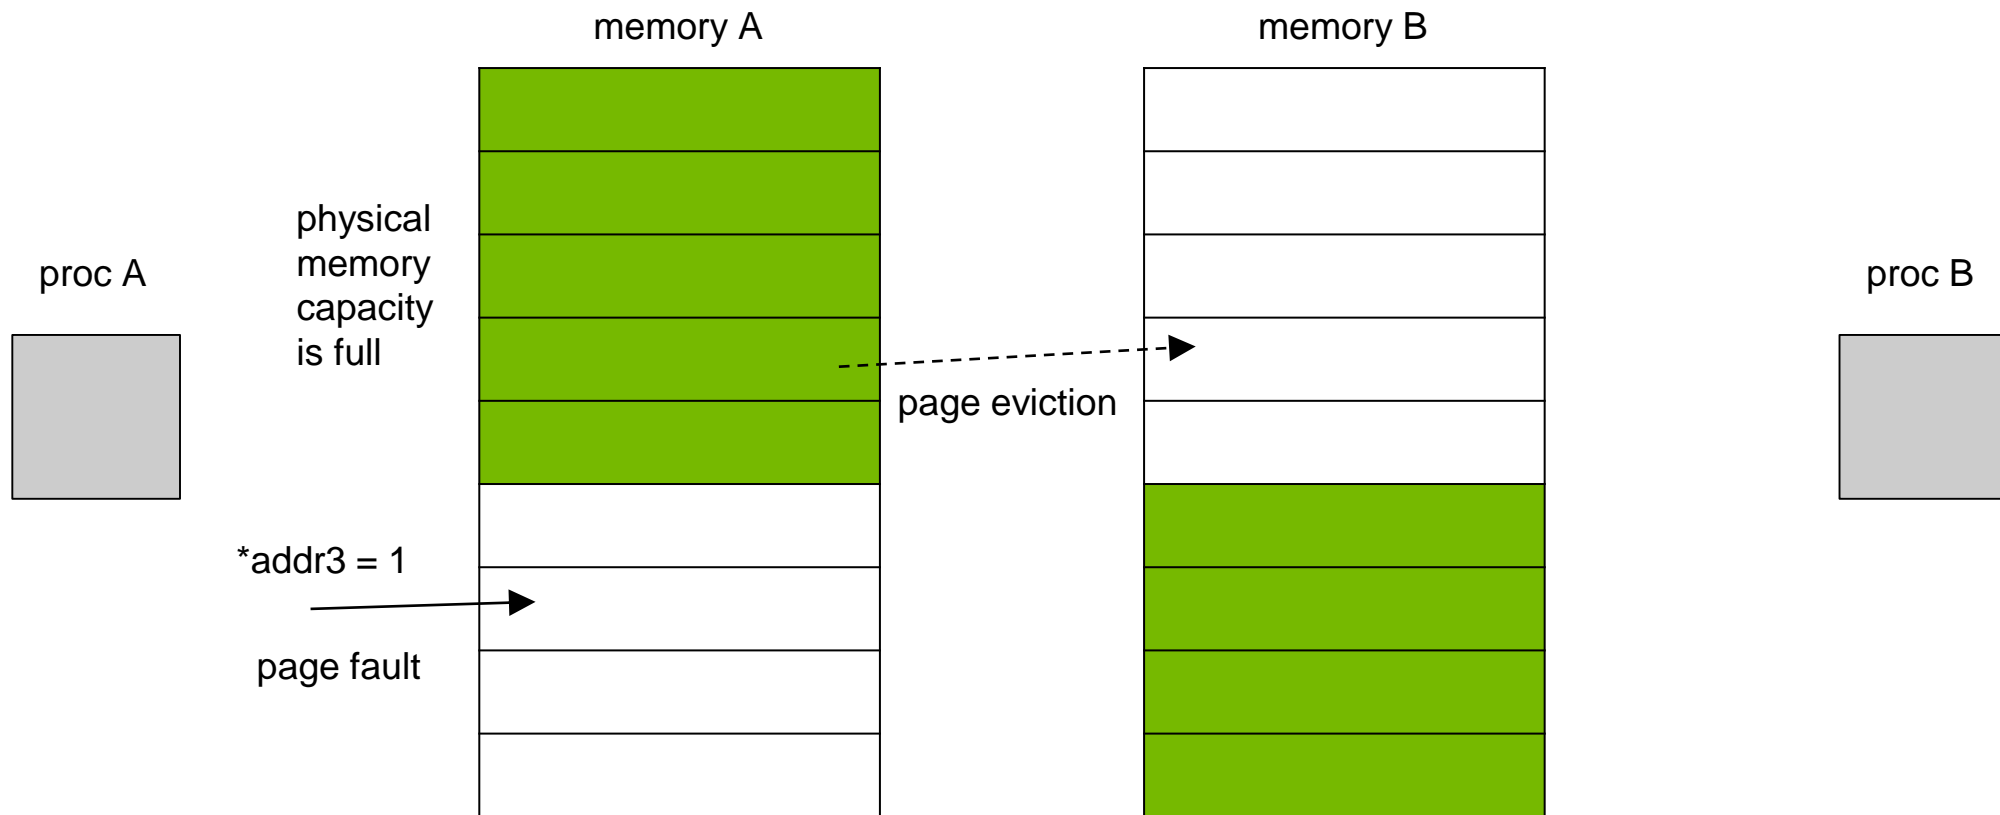 memory A
memory B
physical
memory
capacity
is full
proc A
proc B
page eviction
*addr3 = 1
page fault